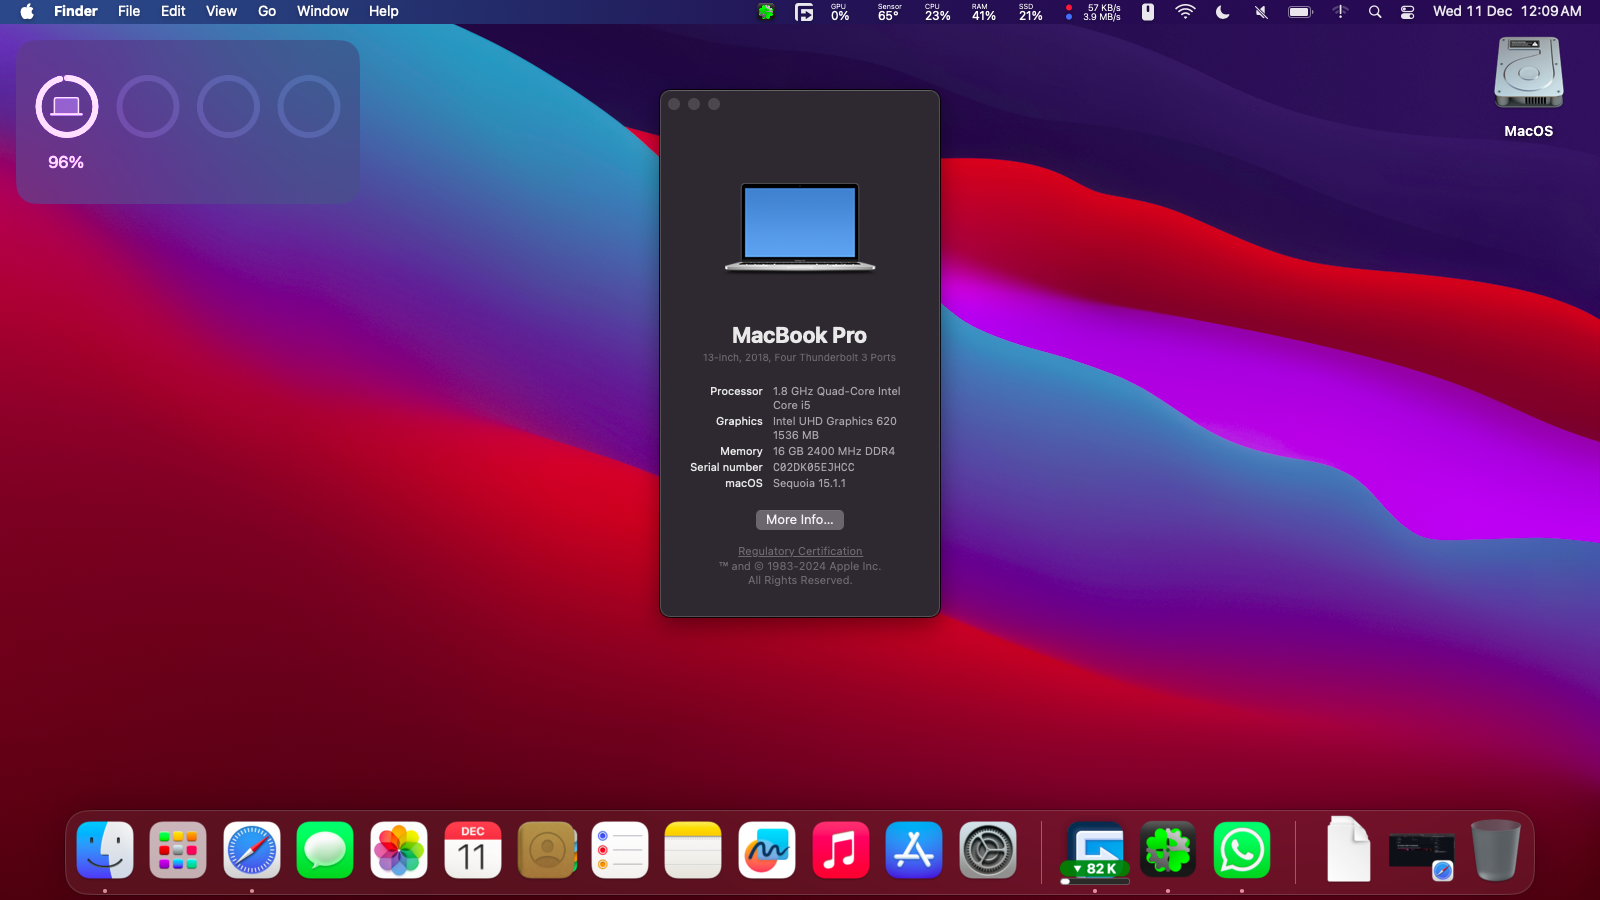 Finder File Edit View Go Window Help
GPU 0% Sensor 65° CPU 23% RAM 41% SSD 21% 57 KB/s 3.9 MB/s Wed 11 Dec 12:09 AM
96%
MacOS
MacBook Pro
13-inch, 2018, Four Thunderbolt 3 Ports
Processor 1.8 GHz Quad-Core Intel
Core i5
Graphics Intel UHD Graphics 620
1536 MB
Memory 16 GB 2400 MHz DDR4
Serial number C02DK05EJHCC
macOS Sequoia 15.1.1
More Info...
Regulatory Certification
™ and © 1983-2024 Apple Inc.
All Rights Reserved.
DEC
11
▼ 82 K